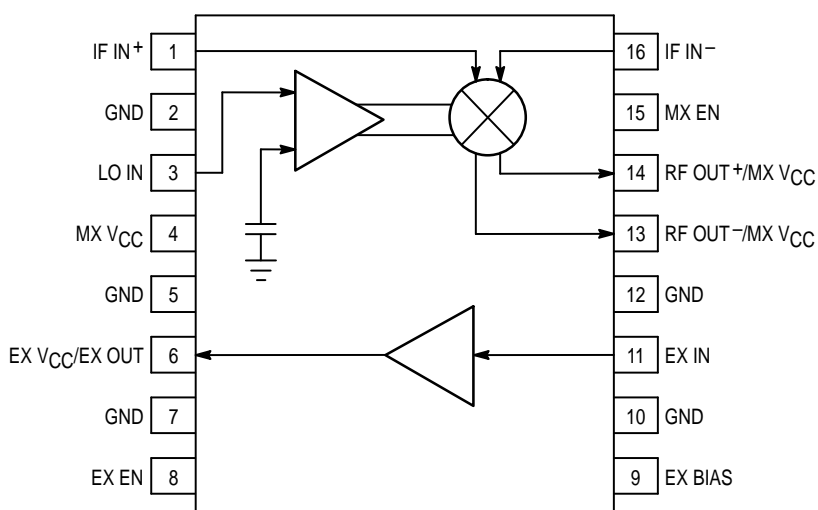 IF IN+ 1
GND 2
LO IN 3
MX VCC 4
GND 5
EX VCC/EX OUT 6
GND 7
EX EN 8
16 IF IN–
15 MX EN
14 RF OUT+/MX VCC
13 RF OUT–/MX VCC
12 GND
11 EX IN
10 GND
9 EX BIAS